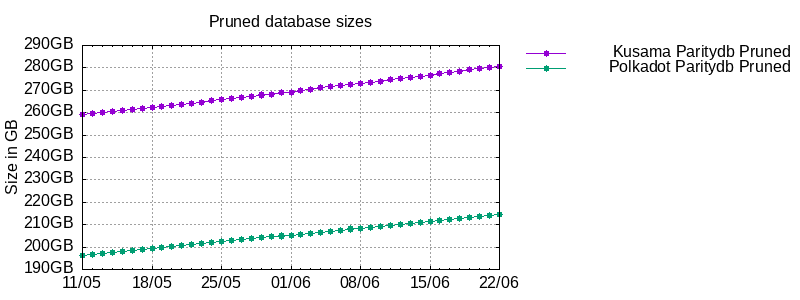 Pruned database sizes
Kusama Paritydb Pruned
Polkadot Paritydb Pruned
Size in GB
290GB
280GB
270GB
260GB
250GB
240GB
230GB
220GB
210GB
200GB
190GB
11/05 18/05 25/05 01/06 08/06 15/06 22/06